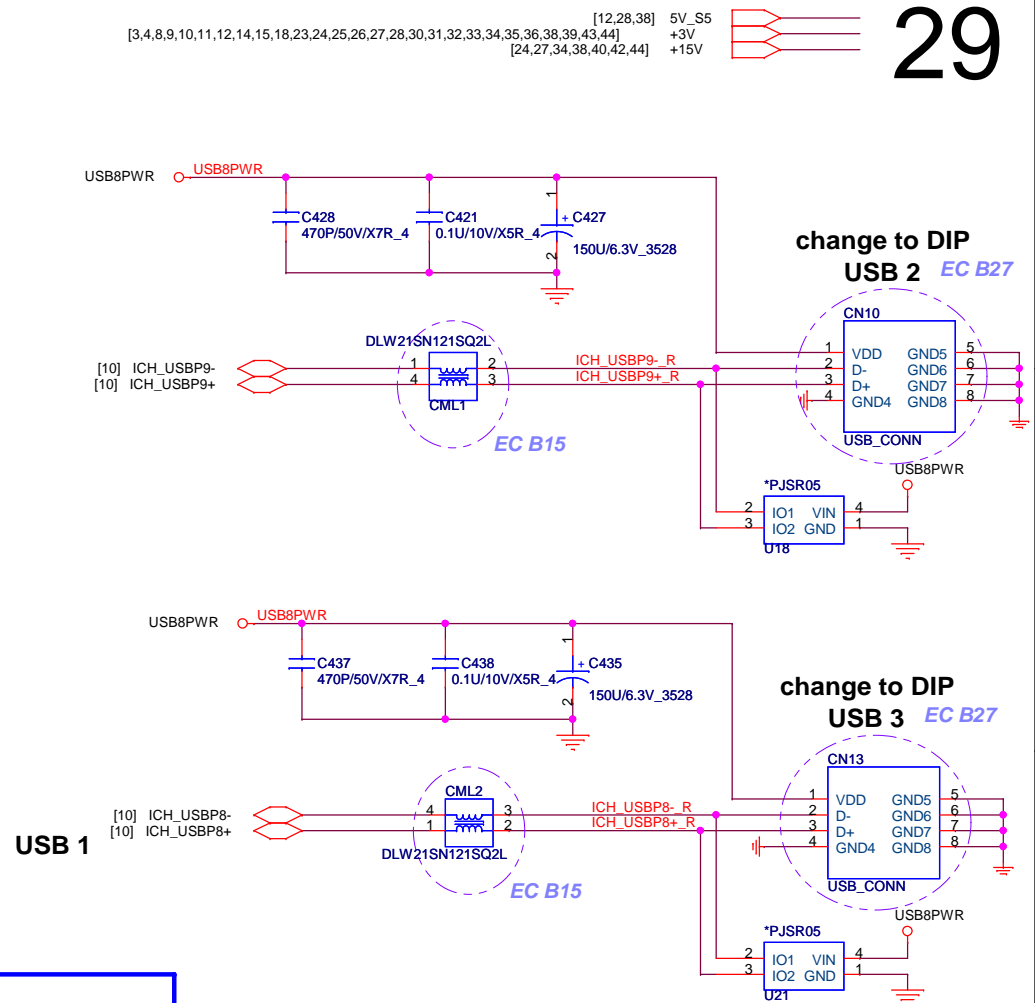 [12,28,38] 5V_S5
[3,4,8,9,10,11,12,14,15,18,23,24,25,26,27,28,30,31,32,33,34,35,36,38,39,43,44] +3V
[24,27,34,38,40,42,44] +15V
29
USB8PWR USB8PWR
C428
470P/50V/X7R_4
C421
0.1U/10V/X5R_4
1
+ C427
2
150U/6.3V_3528
change to DIP
USB 2 EC B27
CN10
1 VDD GND5 5
2 D- GND6 6
3 D+ GND7 7
4 GND4 GND8 8
USB_CONN
DLW21SN121SQ2L
[10] ICH_USBP9- 1 2 ICH_USBP9-_R
[10] ICH_USBP9+ 4 3 ICH_USBP9+_R
CML1
EC B15
USB8PWR
*PJSR05
2 IO1 VIN 4
3 IO2 GND 1
U18
USB8PWR USB8PWR
C437
470P/50V/X7R_4
C438
0.1U/10V/X5R_4
1
+ C435
2
150U/6.3V_3528
change to DIP
USB 3 EC B27
CN13
1 VDD GND5 5
2 D- GND6 6
3 D+ GND7 7
4 GND4 GND8 8
USB_CONN
CML2
[10] ICH_USBP8- 4 3 ICH_USBP8-_R
[10] ICH_USBP8+ 1 2 ICH_USBP8+_R
DLW21SN121SQ2L
EC B15
USB 1
USB8PWR
*PJSR05
2 IO1 VIN 4
3 IO2 GND 1
U21